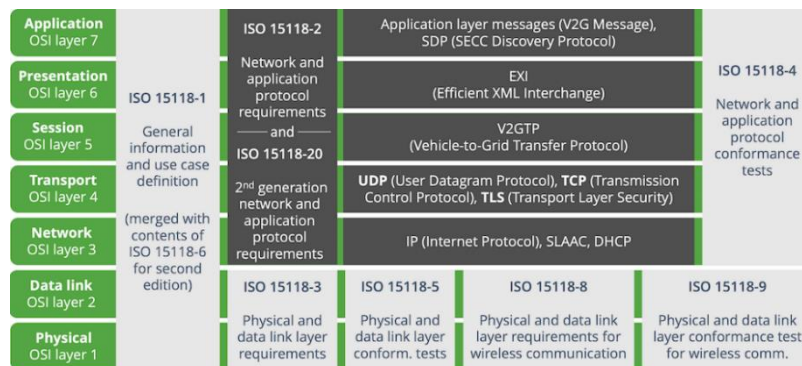 Application
OSI layer 7
Presentation
OSI layer 6
Session
OSI layer 5
Transport
OSI layer 4
Network
OSI layer 3
Data link
OSI layer 2
Physical
OSI layer 1
ISO 15118-1
General
information
and use case
definition
(merged with
contents of
ISO 15118-6
for second
edition)
ISO 15118-2
Network and
application
protocol
requirements
and
ISO 15118-20
2nd generation
network and
application
protocol
requirements
Application layer messages (V2G Message),
SDP (SECC Discovery Protocol)
EXI
(Efficient XML Interchange)
V2GTP
(Vehicle-to-Grid Transfer Protocol)
UDP (User Datagram Protocol), TCP (Transmission
Control Protocol), TLS (Transport Layer Security)
IP (Internet Protocol), SLAAC, DHCP
ISO 15118-4
Network and
application
protocol
conformance
tests
ISO 15118-3
Physical and
data link layer
requirements
ISO 15118-5
Physical and
data link layer
conform. tests
ISO 15118-8
Physical and data link
layer requirements for
wireless communication
ISO 15118-9
Physical and data link
layer conformance test
for wireless comm.